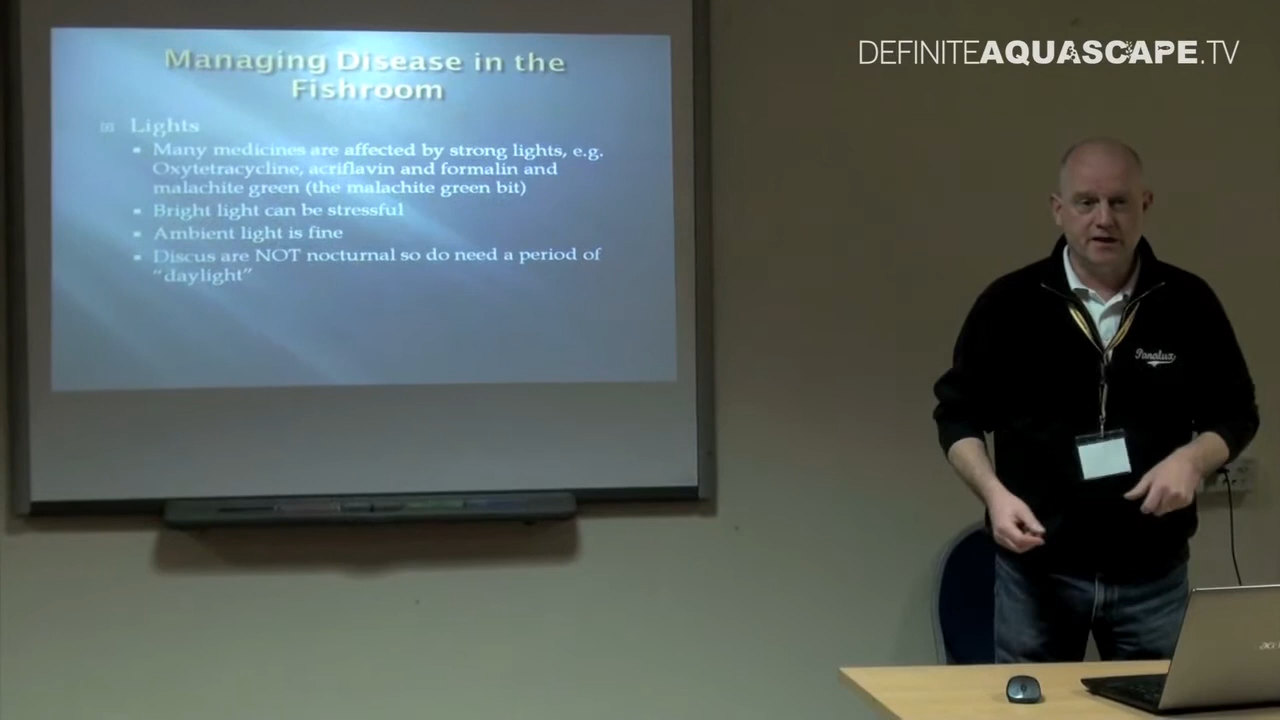 DEFINITEAQUASCAPE.TV
Managing Disease in the
Fishroom
Lights
Many medicines are affected by strong lights, e.g.
Oxytetracycline, acriflavin and formalin and
malachite green (the malachite green bit)
Bright light can be stressful
Ambient light is fine
Discus are NOT nocturnal so do need a period of
“daylight”
Panalux